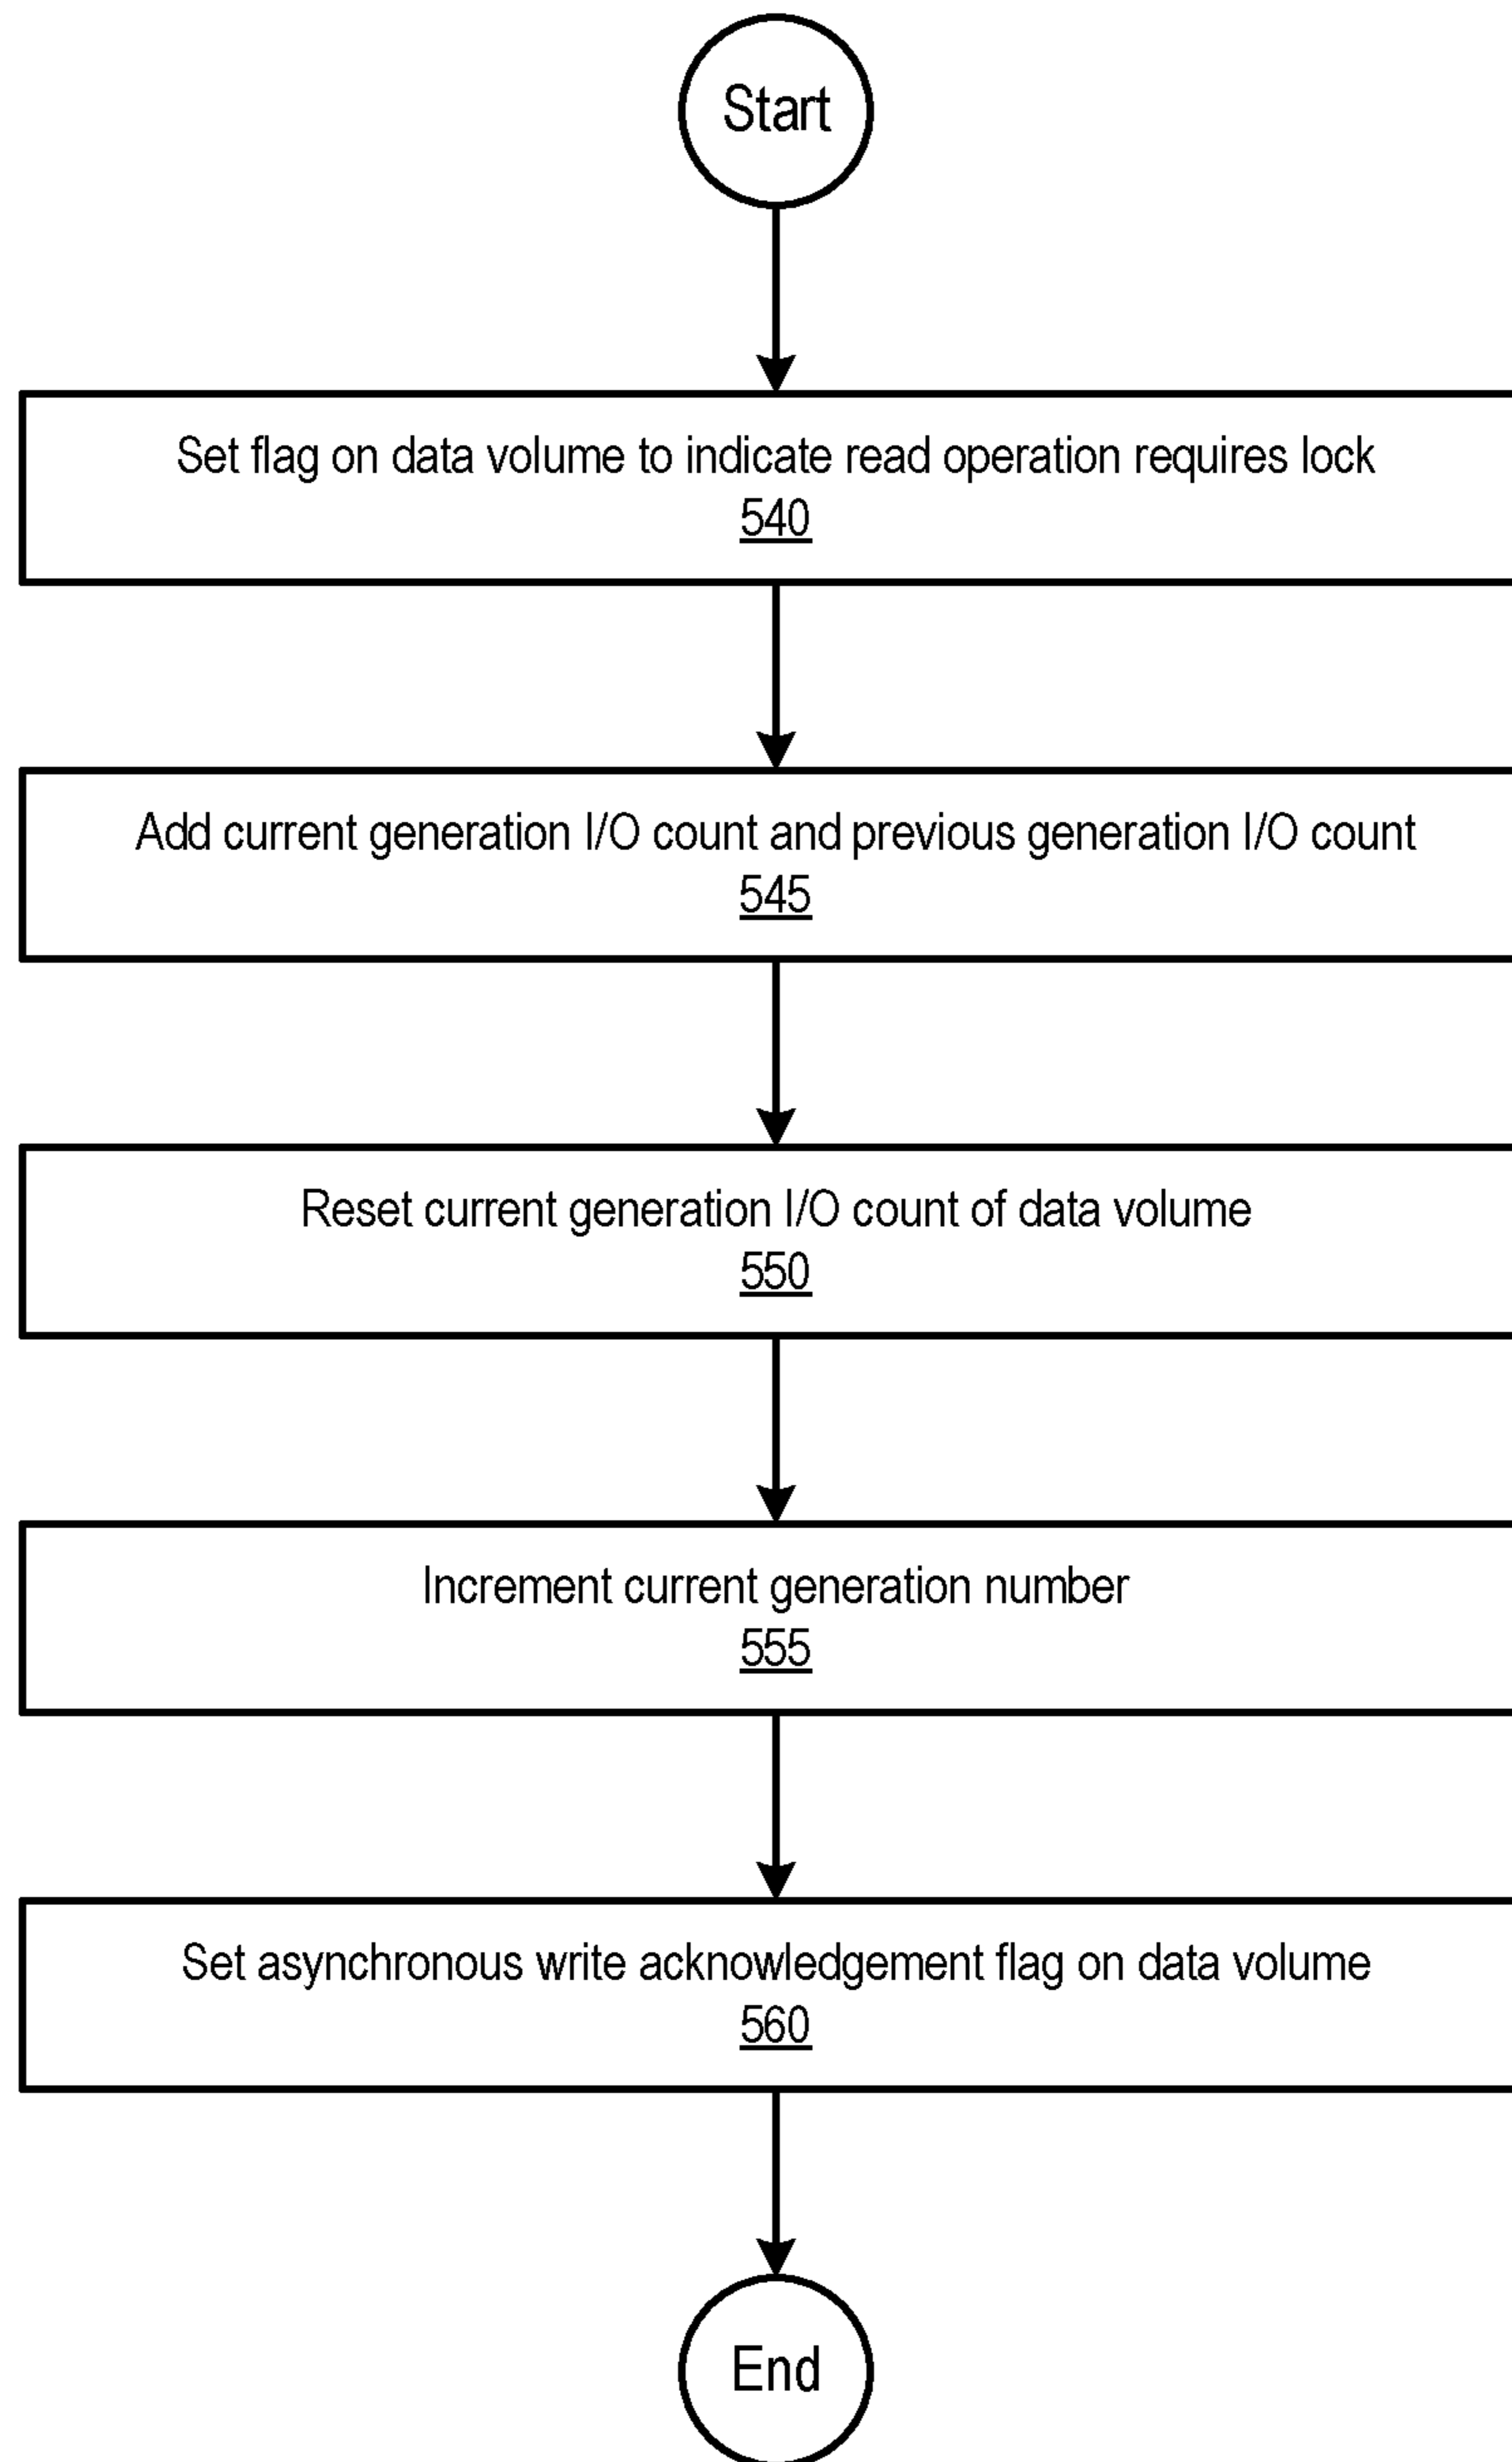 Start
Set flag on data volume to indicate read operation requires lock
540
Add current generation I/O count and previous generation I/O count
545
Reset current generation I/O count of data volume
550
Increment current generation number
555
Set asynchronous write acknowledgement flag on data volume
560
End